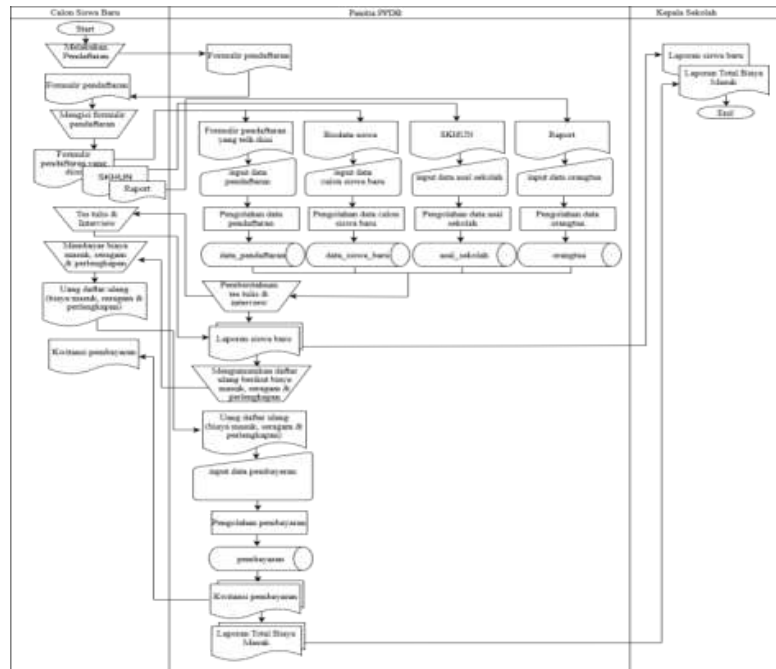 Calon Siswa Baru
Panitia PPDB
Kepala Sekolah
Start
Melakukan
Pendaftaran
Formulir pendaftaran
Laporan siswa baru
Laporan Total Biaya
Masuk
End
Formulir pendaftaran
Mengisi formulir
pendaftaran
Formulir
pendaftaran yang
diisi
SKHUN
Raport
Formulir pendaftaran
yang telh diisi
Biodata siswa
SKHUN
Raport
input data
pendaftaran
input data
calon siswa baru
input data asal sekolah
input data orangtua
Pengolahan data
pendaftaran
Pengolahan data calon
siswa baru
Pengolahan data asal
sekolah
Pengolahan data
orangtua
data_pendaftaran
data_siswa_baru
asal_sekolah
orangtua
Tes tulis &
Interview
Membayar biaya
masuk, seragam
& perlengkapan
Uang daftar ulang
(biaya masuk, seragam &
perlengkapan)
Kwitansi pembayaran
Pemberitahuan
tes tulis &
interview
Laporan siswa baru
Mengumumkan daftar
ulang berikut biaya
masuk, seragam &
perlengkapan
Uang daftar ulang
(biaya masuk, seragam &
perlengkapan)
input data pembayaran
Pengolahan pembayaran
pembayaran
Kwitansi pembayaran
Laporan Total Biaya
Masuk